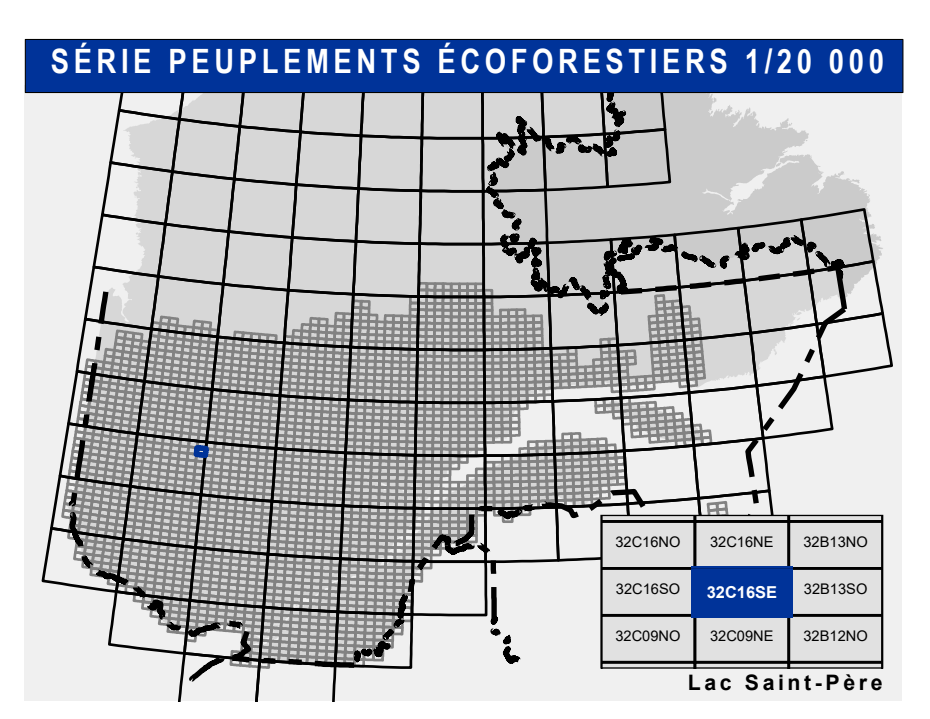 SÉRIE PEUPLEMENTS ÉCOFORESTIERS 1/20 000
32C16NO 32C16NE 32B13NO
32C16SO 32C16SE 32B13SO
32C09NO 32C09NE 32B12NO
Lac Saint-Père